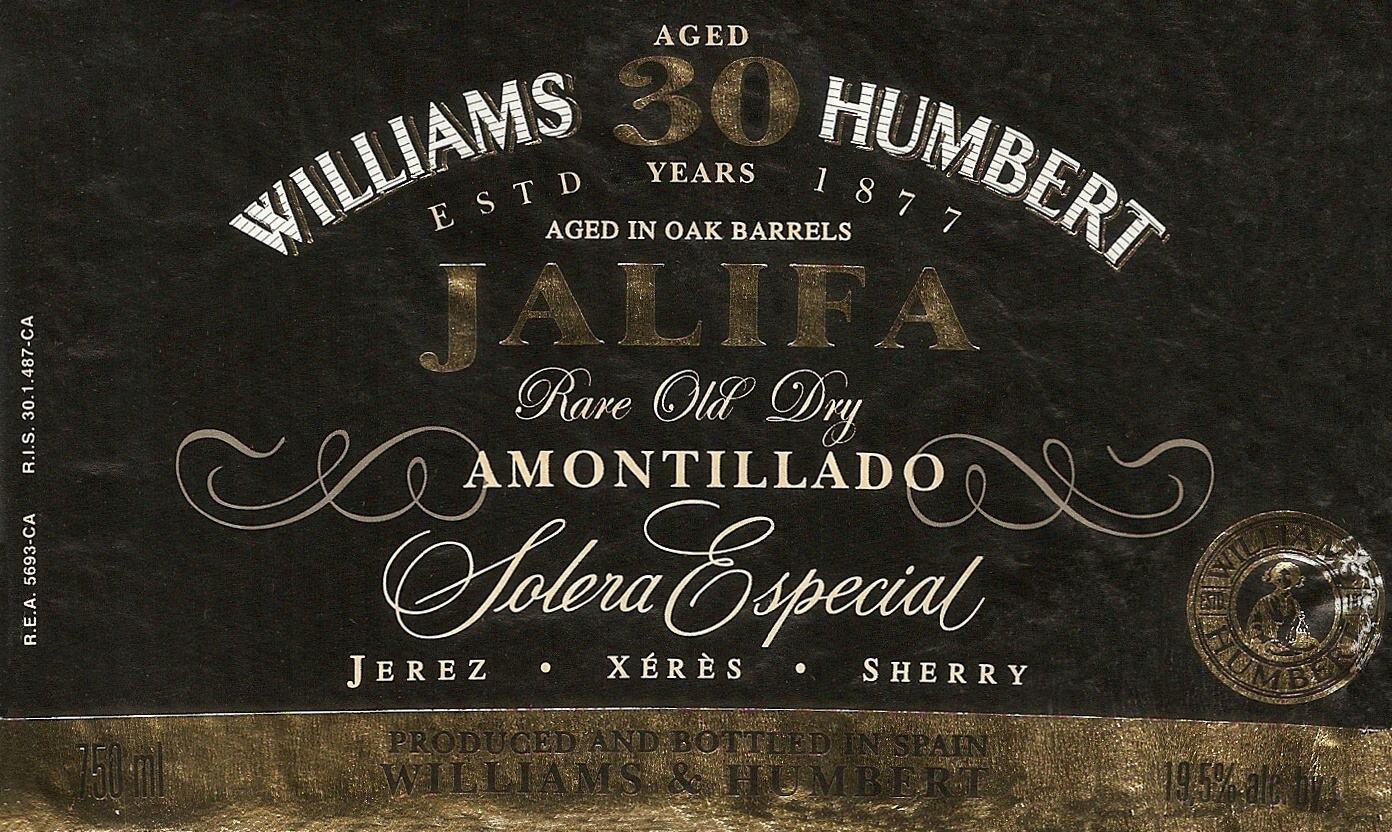 AGED
WILLIAMS 30 HUMBERT
ESTD YEARS 1877
AGED IN OAK BARRELS
JALIFA
Rare Old Dry
AMONTILLADO
Solera Especial
JEREZ • XÉRÈS • SHERRY
R.E.A. 5693-CA R.I.S. 30.1.487-CA
WILLIAMS
HUMBERT
PRODUCED AND BOTTLED IN SPAIN
750 ml WILLIAMS & HUMBERT 19,5% alc. by